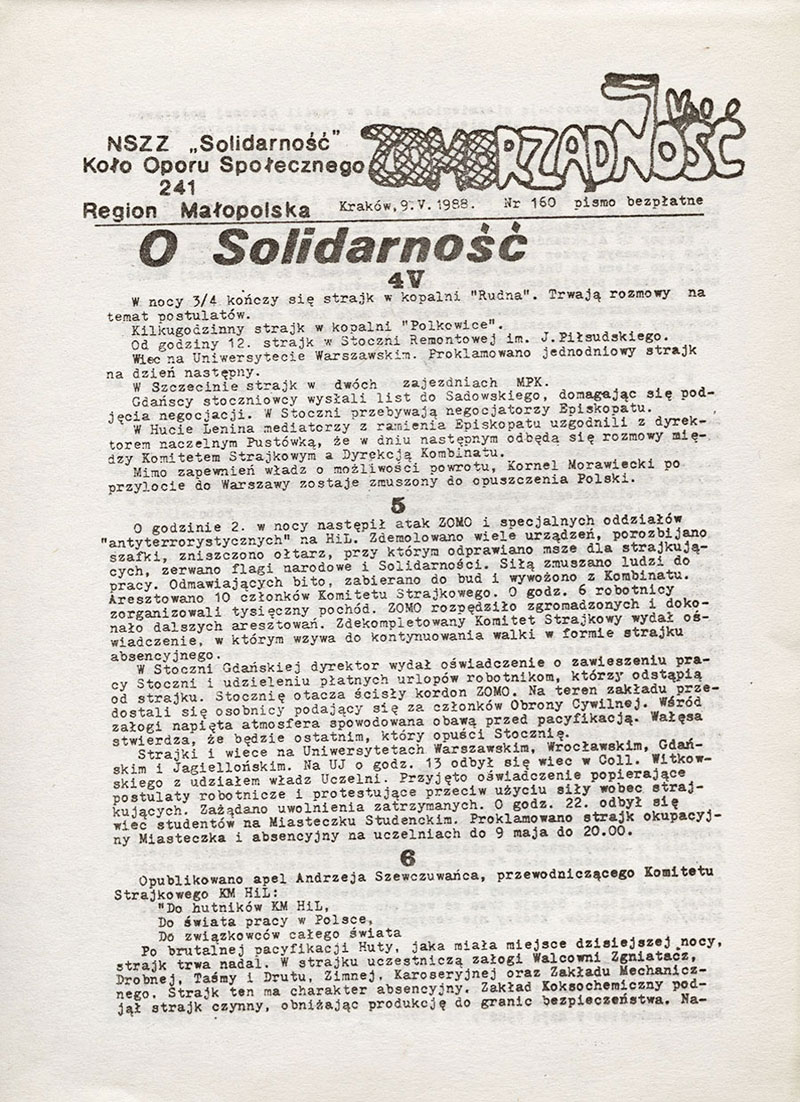 NSZZ „Solidarność”
Koło Oporu Społecznego
241
Region Małopolska
ZOMORZĄDNOŚĆ
Kraków, 9.V.1988. Nr 160 pismo bezpłatne
O Solidarność
4V
W nocy 3/4 kończy się strajk w kopalni "Rudna". Trwają rozmowy na
temat postulatów.
Kilkugodzinny strajk w kopalni "Polkowice".
Od godziny 12. strajk w Stoczni Remontowej im. J.Piłsudskiego.
Wiec na Uniwersytecie Warszawskim. Proklamowano jednodniowy strajk
na dzień następny.
W Szczecinie strajk w dwóch zajezdniach MPK.
Gdańscy stoczniowcy wysłali list do Sadowskiego, domagając się pod-
jęcia negocjacji. W Stoczni przebywają negocjatorzy Episkopatu.
W Hucie Lenina mediatorzy z ramienia Episkopatu uzgodnili z dyrek-
torem naczelnym Pustówką, że w dniu następnym odbędą się rozmowy mię-
dzy Komitetem Strajkowym a Dyrekcją Kombinatu.
Mimo zapewnień władz o możliwości powrotu, Kornel Morawiecki po
przylocie do Warszawy zostaje zmuszony do opuszczenia Polski.
5
O godzinie 2. w nocy nastąpił atak ZOMO i specjalnych oddziałów
"antyterrorystycznych" na HiL. Zdemolowano wiele urządzeń, porozbijano
szafki, zniszczono ołtarz, przy którym odprawiano msze dla strajkują-
cych, zerwano flagi narodowe i Solidarności. Siłą zmuszano ludzi do
pracy. Odmawiających bito, zabierano do bud i wywożono z Kombinatu.
Aresztowano 10 członków Komitetu Strajkowego. O godz. 6 robotnicy
zorganizowali tysięczny pochód. ZOMO rozpędziło zgromadzonych i doko-
nało dalszych aresztowań. Zdekompletowany Komitet Strajkowy wydał oś-
wiadczenie, w którym wzywa do kontynuowania walki w formie strajku
absencyjnego.
W Stoczni Gdańskiej dyrektor wydał oświadczenie o zawieszeniu pra-
cy Stoczni i udzieleniu płatnych urlopów robotnikom, którzy odstąpią
od strajku. Stocznię otacza ścisły kordon ZOMO. Na teren zakładu prze-
dostali się osobnicy podający się za członków Obrony Cywilnej. Wśród
załogi napięta atmosfera spowodowana obawą przed pacyfikacją. Wałęsa
stwierdza, że będzie ostatnim, który opuści Stocznię.
Strajki i wiece na Uniwersytetach Warszawskim, Wrocławskim, Gdań-
skim i Jagiellońskim. Na UJ o godz. 13 odbył się wiec w Coll. Witkow-
skiego z udziałem władz Uczelni. Przyjęto oświadczenie popierające
postulaty robotnicze i protestujące przeciw użyciu siły wobec straj-
kujących. Zażądano uwolnienia zatrzymanych. O godz. 22. odbył się
wiec studentów na Miasteczku Studenckim. Proklamowano strajk okupacyj-
ny Miasteczka i absencyjny na uczelniach do 9 maja do 20.00.
6
Opublikowano apel Andrzeja Szewczuwańca, przewodniczącego Komitetu
Strajkowego KM HiL:
"Do hutników KM HiL,
Do świata pracy w Polsce,
Do związkowców całego świata
Po brutalnej pacyfikacji Huty, jaka miała miejsce dzisiejszej nocy,
strajk trwa nadal. W strajku uczestniczą załogi Walcowni Zgniatacz,
Drobnej, Taśmy i Drutu, Zimnej, Karoseryjnej oraz Zakładu Mechanicz-
nego. Strajk ten ma charakter absencyjny. Zakład Koksochemiczny pod-
jął strajk czynny, obniżając produkcję do granic bezpieczeństwa. Na-